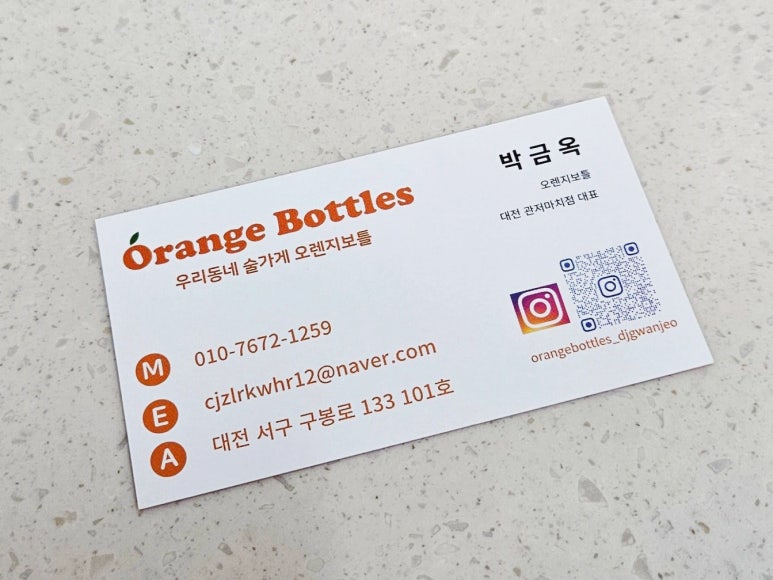 Orange Bottles
우리동네 술가게 오렌지보틀
박금옥
오렌지보틀
대전 관저마치점 대표
M 010-7672-1259
E cjzlrkwhr12@naver.com
A 대전 서구 구봉로 133 101호
orangebottles_djgwanjeo